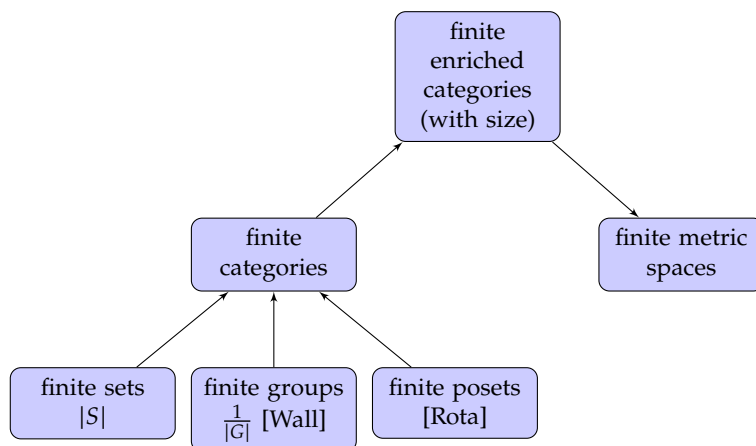 finite
enriched
categories
(with size)
finite
categories
finite metric
spaces
finite sets
|S|
finite groups
1/|G| [Wall]
finite posets
[Rota]